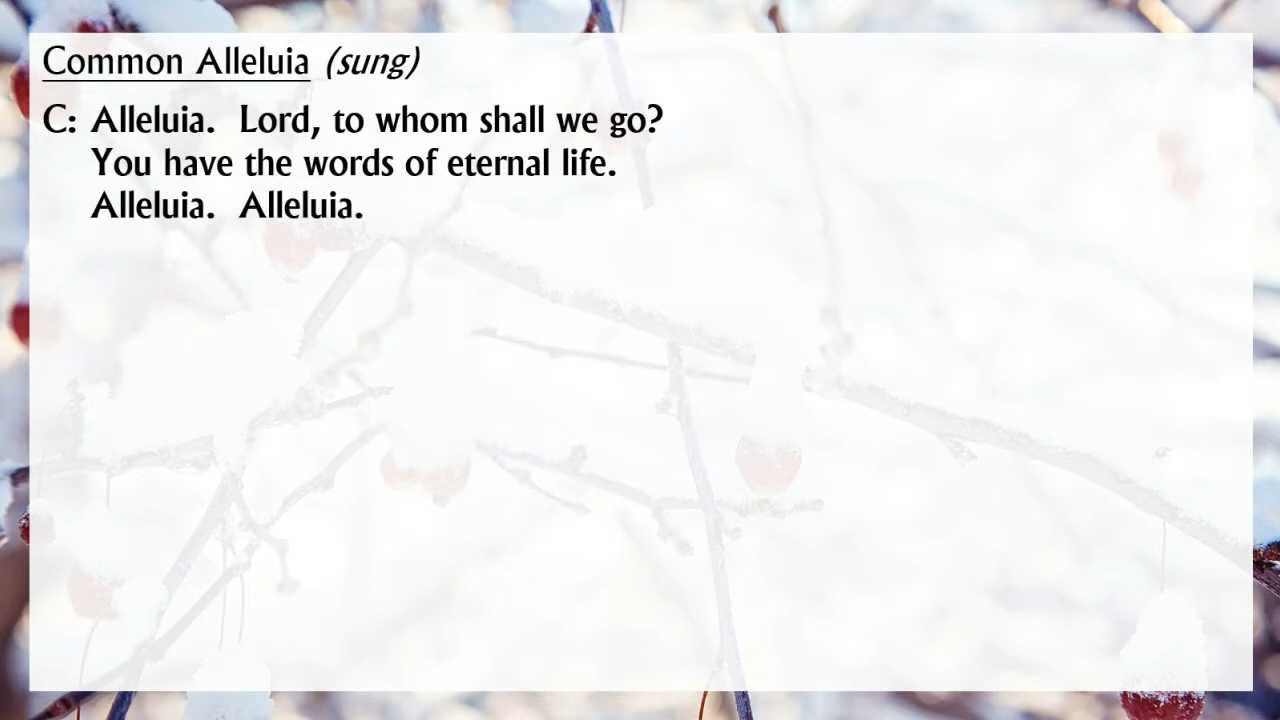 Common Alleluia (sung)
C: Alleluia. Lord, to whom shall we go?
You have the words of eternal life.
Alleluia. Alleluia.